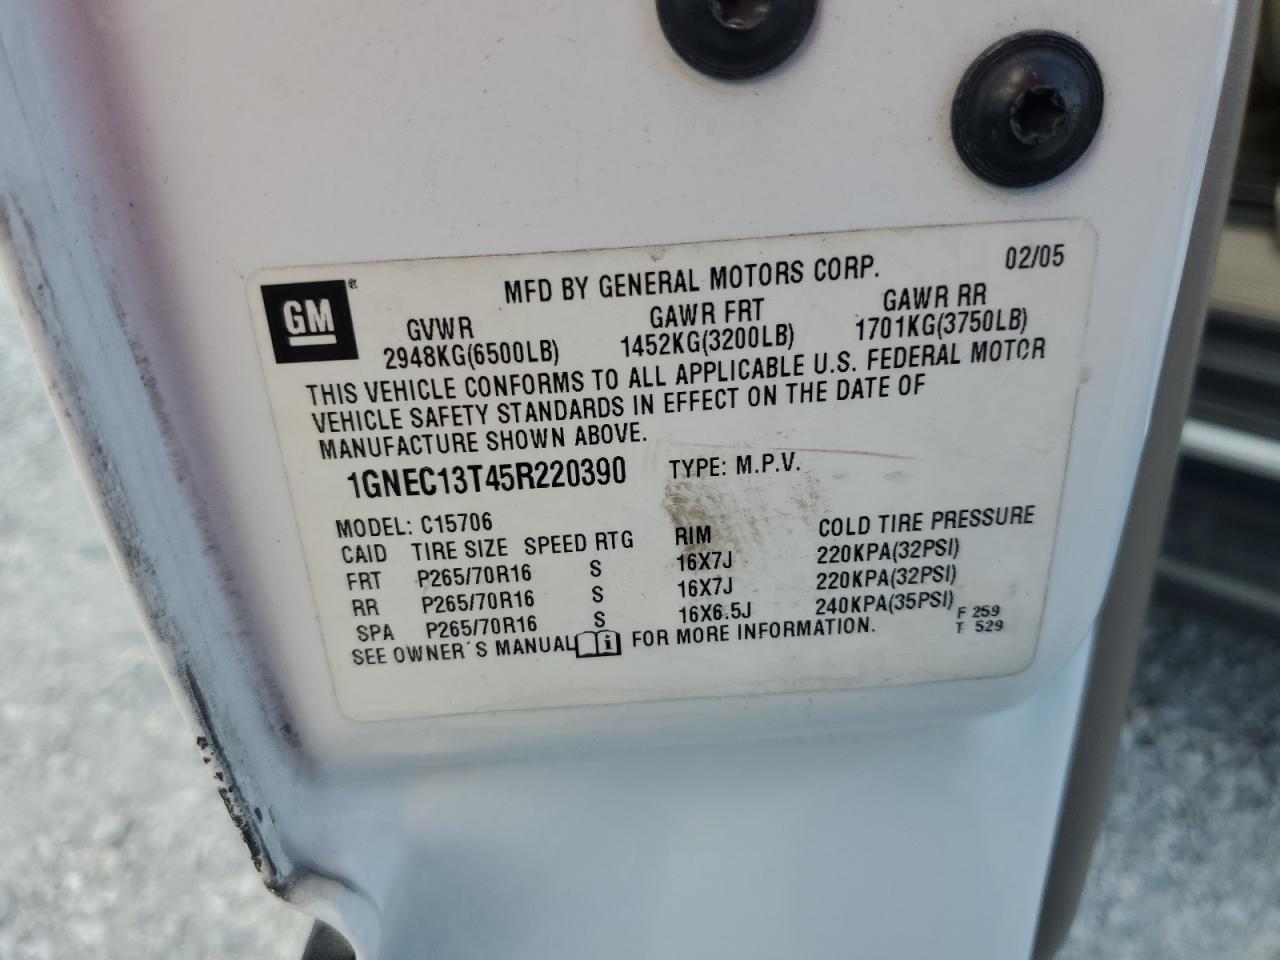 MFD BY GENERAL MOTORS CORP. 02/05
GM®
GVWR GAWR FRT GAWR RR
2948KG(6500LB) 1452KG(3200LB) 1701KG(3750LB)
THIS VEHICLE CONFORMS TO ALL APPLICABLE U.S. FEDERAL MOTOR
VEHICLE SAFETY STANDARDS IN EFFECT ON THE DATE OF
MANUFACTURE SHOWN ABOVE.
1GNEC13T45R220390 TYPE: M.P.V.
MODEL: C15706
CAID TIRE SIZE SPEED RTG RIM COLD TIRE PRESSURE
FRT P265/70R16 S 16X7J 220KPA(32PSI)
RR P265/70R16 S 16X7J 220KPA(32PSI)
SPA P265/70R16 S 16X6.5J 240KPA(35PSI)
SEE OWNER'S MANUAL i FOR MORE INFORMATION.
F 259
T 529